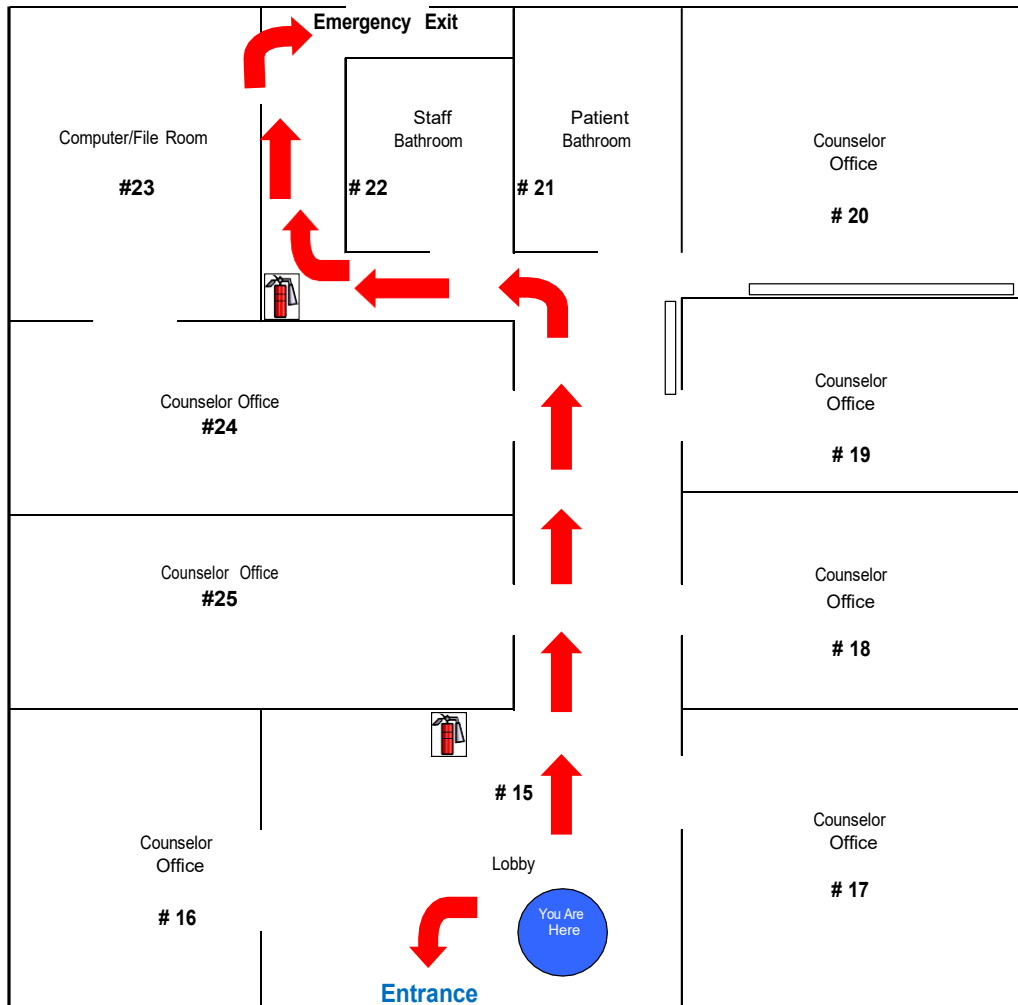 Emergency Exit
Computer/File Room
#23
Staff
Bathroom
# 22
Patient
Bathroom
# 21
Counselor
Office
# 20
Counselor Office
#24
Counselor
Office
# 19
Counselor Office
#25
Counselor
Office
# 18
# 15
Lobby
Counselor
Office
# 16
Counselor
Office
# 17
You Are
Here
Entrance